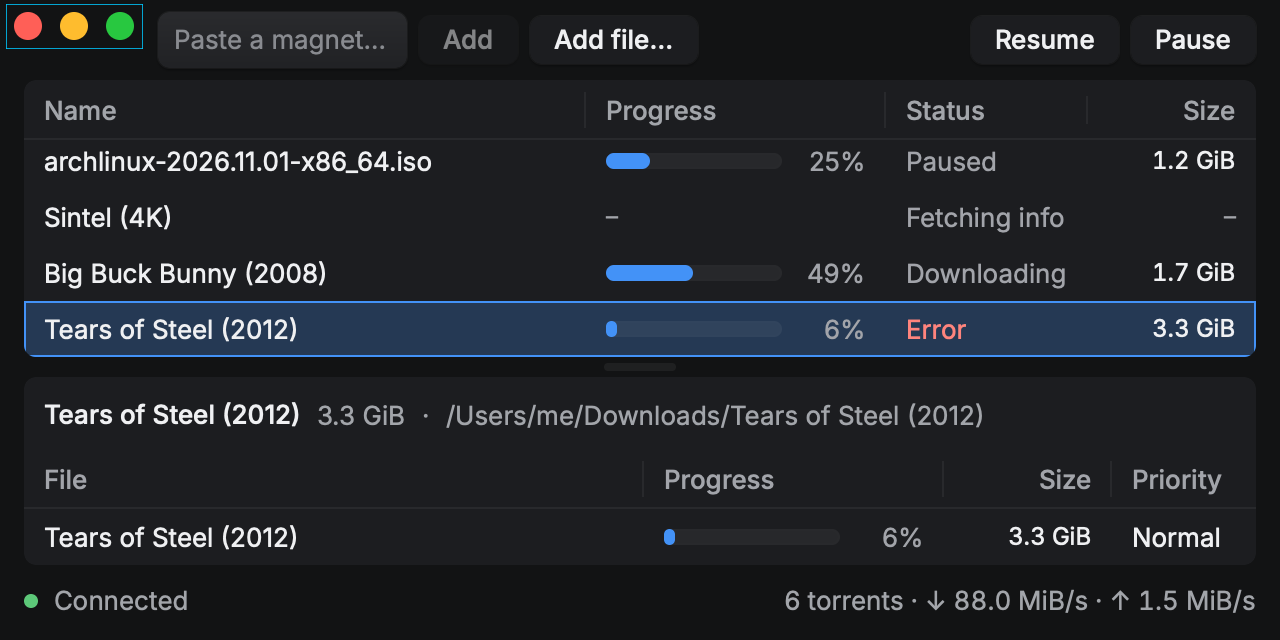 Paste a magnet... Add Add file... Resume Pause
Name Progress Status Size
archlinux-2026.11.01-x86_64.iso 25% Paused 1.2 GiB
Sintel (4K) – Fetching info –
Big Buck Bunny (2008) 49% Downloading 1.7 GiB
Tears of Steel (2012) 6% Error 3.3 GiB
Tears of Steel (2012) 3.3 GiB · /Users/me/Downloads/Tears of Steel (2012)
File Progress Size Priority
Tears of Steel (2012) 6% 3.3 GiB Normal
Connected 6 torrents · ↓ 88.0 MiB/s · ↑ 1.5 MiB/s